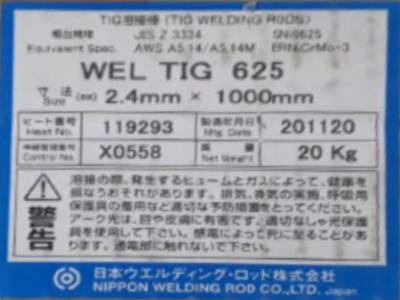 TIG溶接棒 (TIG WELDING RODS)
相当規格 JIS Z 3334 SNi6625
Equivalent Spec. AWS A5.14/A5.14M ERNiCrMo-3
WEL TIG 625
寸法 Size (mm) 2.4mm × 1000mm
ヒート番号 Heat No. 119293 製造年月日 Mfg. Date 201120
検番管理番号 Control No. X0558 質量 Net Weight 20 Kg
警告
溶接の際、発生するヒュームとガスによって、健康を
損なうおそれがあります。排気、換気の実施、呼吸用
保護具の着用など適切な予防措置をとってください。
アーク光は、目や皮膚に有害です。適切なしゃ光保護
具を使用して下さい。感電によって死に至ることがあ
ります。通電部に触れないで下さい。
日本ウエルディング・ロッド株式会社
NIPPON WELDING ROD CO.,LTD. Japan